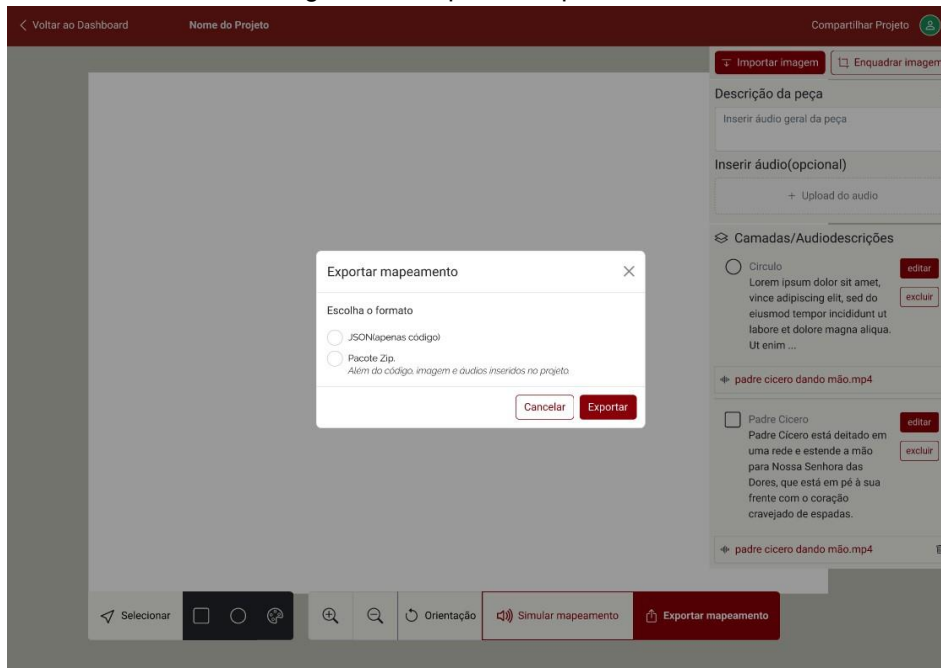 Voltar ao Dashboard
Nome do Projeto
Compartilhar Projeto
Importar imagem
Enquadrar imagem
Descrição da peça
Inserir áudio geral da peça
Inserir áudio(opcional)
+ Upload do audio
Camadas/Audiodescrições
Circulo
editar
Lorem ipsum dolor sit amet,
vince adipiscing elit, sed do
excluir
eiusmod tempor incididunt ut
labore et dolore magna aliqua.
Ut enim ...
padre cicero dando mão.mp4
Padre Cicero
editar
Padre Cícero está deitado em
uma rede e estende a mão
excluir
para Nossa Senhora das
Dores, que está em pé à sua
frente com o coração
cravejado de espadas.
padre cicero dando mão.mp4
Exportar mapeamento
Escolha o formato
JSON(apenas código)
Pacote Zip.
Além do código, imagem e áudios inseridos no projeto.
Cancelar
Exportar
Selecionar
Orientação
Simular mapeamento
Exportar mapeamento